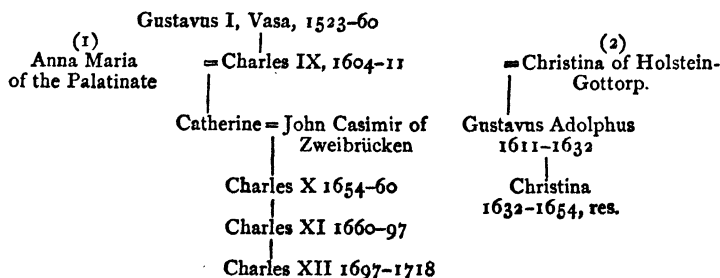 Gustavus I, Vasa, 1523-60
(1)
Anna Maria
of the Palatinate
= Charles IX, 1604-11
(2)
= Christina of Holstein-
Gottorp.
Catherine = John Casimir of
Zweibrücken
Gustavus Adolphus
1611-1632
Charles X 1654-60
Christina
1632-1654, res.
Charles XI 1660-97
Charles XII 1697-1718